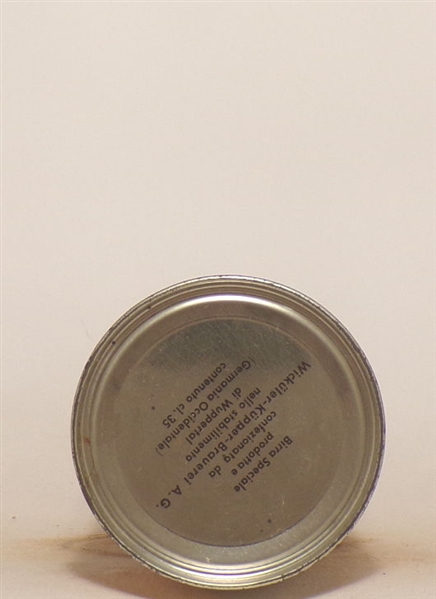 Birra Speciale
prodotta e
confezionata da
Wicküler-Küpper-Brauerei A. G.
nello stabilimento
di Wuppertal
(Germania Occidentale)
contenuto cl. 35